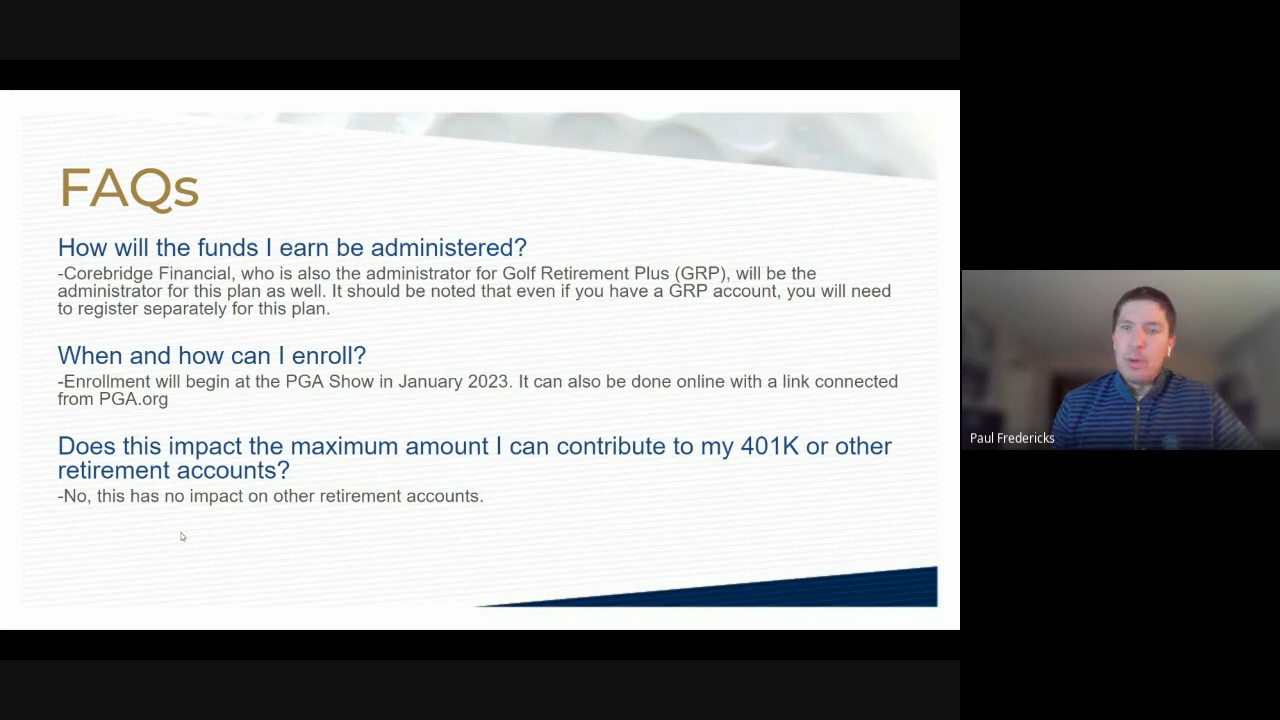 FAQs
How will the funds I earn be administered?
-Corebridge Financial, who is also the administrator for Golf Retirement Plus (GRP), will be the
administrator for this plan as well. It should be noted that even if you have a GRP account, you will need
to register separately for this plan.
When and how can I enroll?
-Enrollment will begin at the PGA Show in January 2023. It can also be done online with a link connected
from PGA.org
Does this impact the maximum amount I can contribute to my 401K or other
retirement accounts?
-No, this has no impact on other retirement accounts.
Paul Fredericks